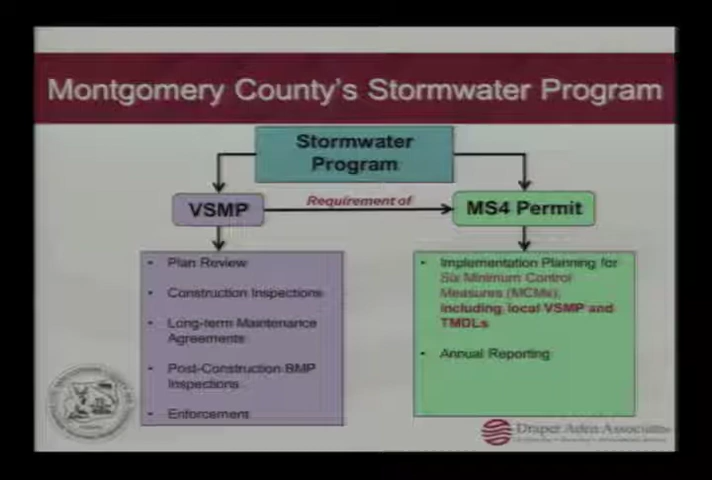 Montgomery County's Stormwater Program
Stormwater
Program
VSMP
Requirement of
MS4 Permit
• Plan Review
• Construction Inspections
• Long-term Maintenance
Agreements
• Post-Construction BMP
Inspections
• Enforcement
• Implementation Planning for
Six Minimum Control
Measures (MCMs),
including local VSMP and
TMDLs
• Annual Reporting
Draper Aden Associates